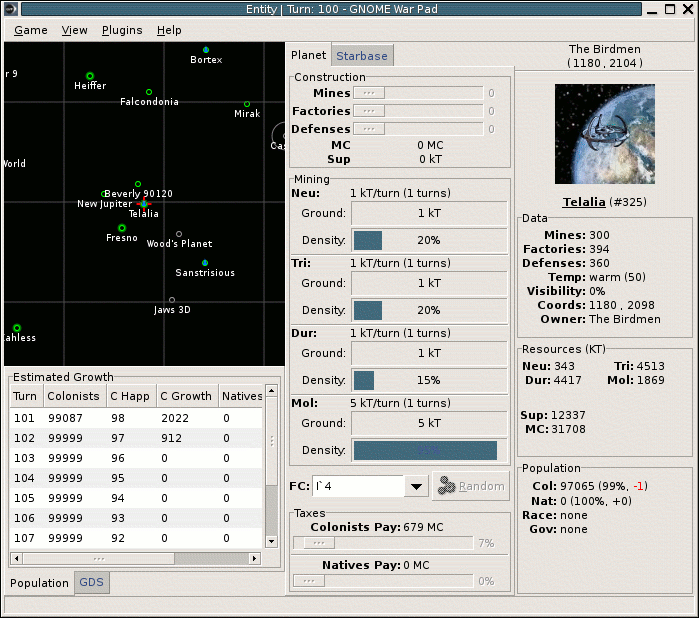 Entity | Turn: 100 - GNOME War Pad
Game View Plugins Help
Bortex
r 9
Heiffer
Falcondonia
Mirak
Cas
World
Beverly 90120
New Jupiter
Telalia
Fresno
Wood's Planet
Sanstrisious
Jaws 3D
Kahless
Estimated Growth
Turn Colonists C Happ C Growth Natives
101 99087 98 2022 0
102 99999 97 912 0
103 99999 96 0 0
104 99999 95 0 0
105 99999 94 0 0
106 99999 93 0 0
107 99999 92 0 0
Population GDS
Planet Starbase
Construction
Mines 0
Factories 0
Defenses 0
MC 0 MC
Sup 0 kT
Mining
Neu: 1 kT/turn (1 turns)
Ground: 1 kT
Density: 20%
Tri: 1 kT/turn (1 turns)
Ground: 1 kT
Density: 20%
Dur: 1 kT/turn (1 turns)
Ground: 1 kT
Density: 15%
Mol: 5 kT/turn (1 turns)
Ground: 5 kT
Density:
FC: l`4 Random
Taxes
Colonists Pay: 679 MC
7%
Natives Pay: 0 MC
0%
The Birdmen
(1180 , 2104)
Telalia (#325)
Data
Mines: 300
Factories: 394
Defenses: 360
Temp: warm (50)
Visibility: 0%
Coords: 1180 , 2098
Owner: The Birdmen
Resources (KT)
Neu: 343 Tri: 4513
Dur: 4417 Mol: 1869
Sup: 12337
MC: 31708
Population
Col: 97065 (99%, -1)
Nat: 0 (100%, +0)
Race: none
Gov: none